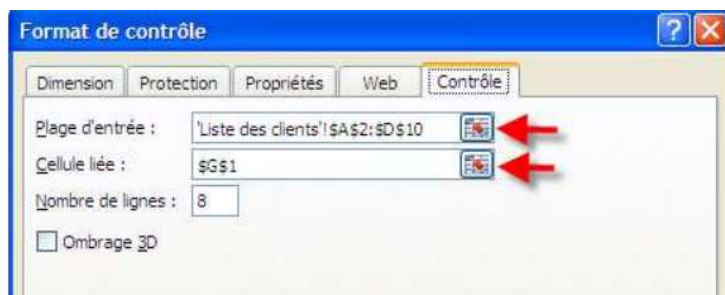 Format de contrôle
Dimension Protection Propriétés Web Contrôle
Plage d'entrée : 'Liste des clients'!$A$2:$D$10
Cellule liée : $G$1
Nombre de lignes : 8
Ombrage 3D